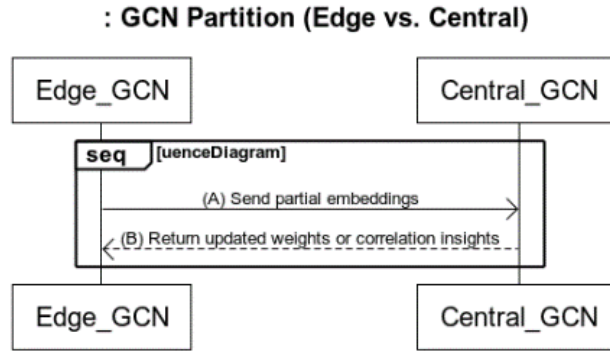 : GCN Partition (Edge vs. Central)
Edge_GCN Central_GCN
seq [uenceDiagram]
(A) Send partial embeddings
(B) Return updated weights or correlation insights
Edge_GCN Central_GCN